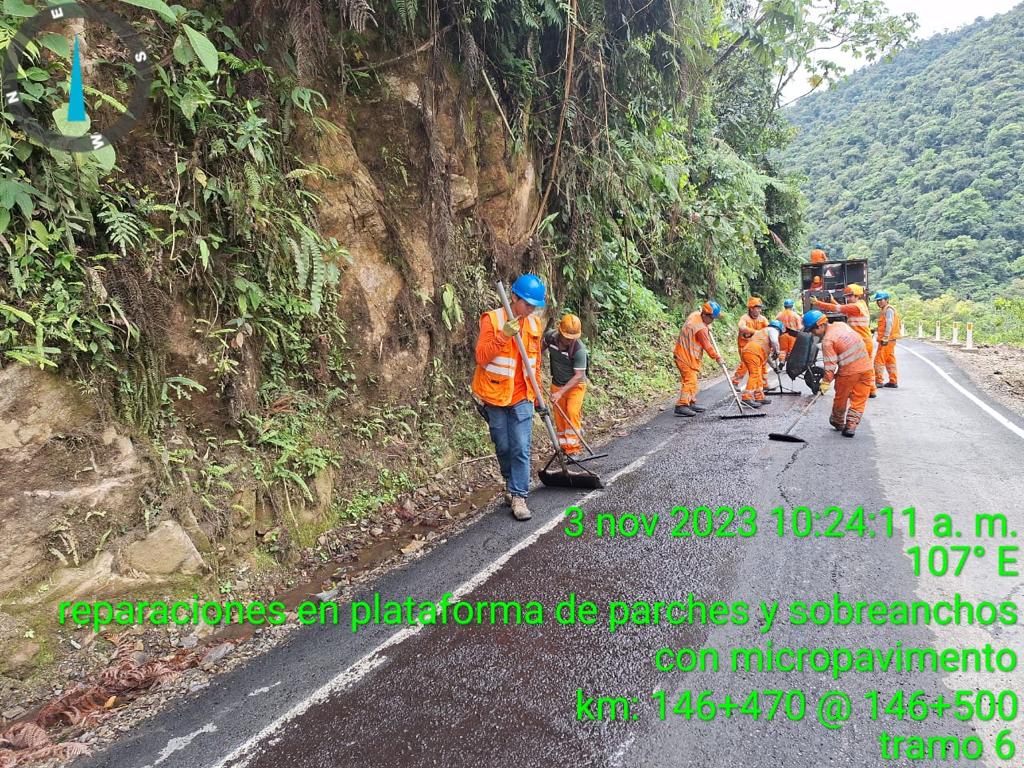 E
S
N
W
3 nov 2023 10:24:11 a. m.
107° E
reparaciones en plataforma de parches y sobreanchos
con micropavimento
km: 146+470 @ 146+500
tramo 6